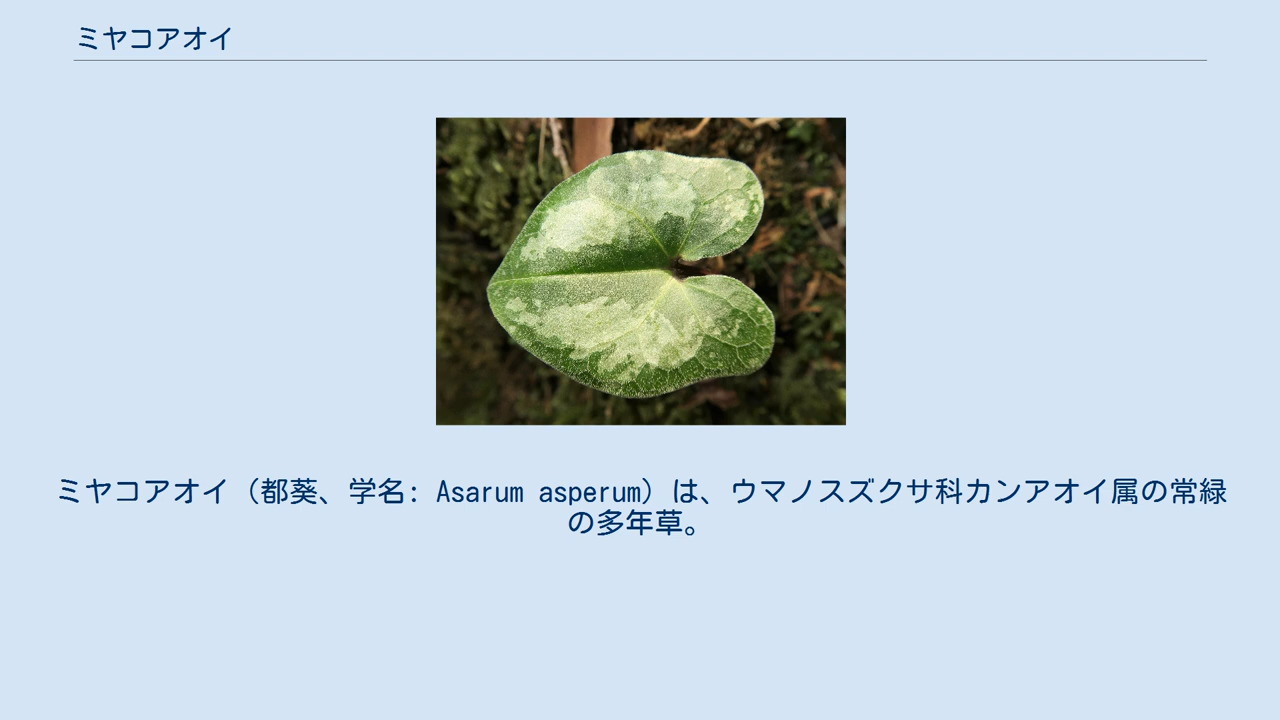 ミヤコアオイ
ミヤコアオイ（都葵、学名: Asarum asperum）は、ウマノスズクサ科カンアオイ属の常緑
の多年草。